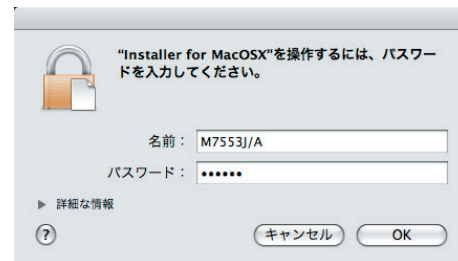 "Installer for MacOSX"を操作するには、パスワー
ドを入力してください。
名前： M7553J/A
パスワード： ••••••
▶ 詳細な情報
? キャンセル OK